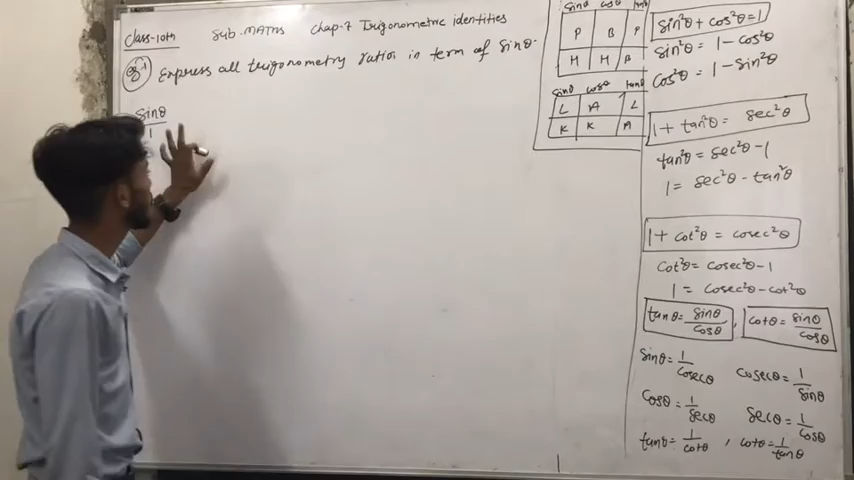 Class-10th Sub. MATHS Chap-7 Trigonometric identities
Express all trigonometry ratios in term of sinθ.
sinθ
1
sinθ cosθ tanθ
P B P
H H B
sinθ cosθ tanθ
L A L
K K A
sin²θ + cos²θ = 1
sin²θ = 1 - cos²θ
cos²θ = 1 - sin²θ
1 + tan²θ = sec²θ
tan²θ = sec²θ - 1
1 = sec²θ - tan²θ
1 + cot²θ = cosec²θ
cot²θ = cosec²θ - 1
1 = cosec²θ - cot²θ
tanθ = sinθ/cosθ , cotθ = sinθ/cosθ
sinθ = 1/cosecθ cosecθ = 1/sinθ
cosθ = 1/secθ secθ = 1/cosθ
tanθ = 1/cotθ , cotθ = 1/tanθ